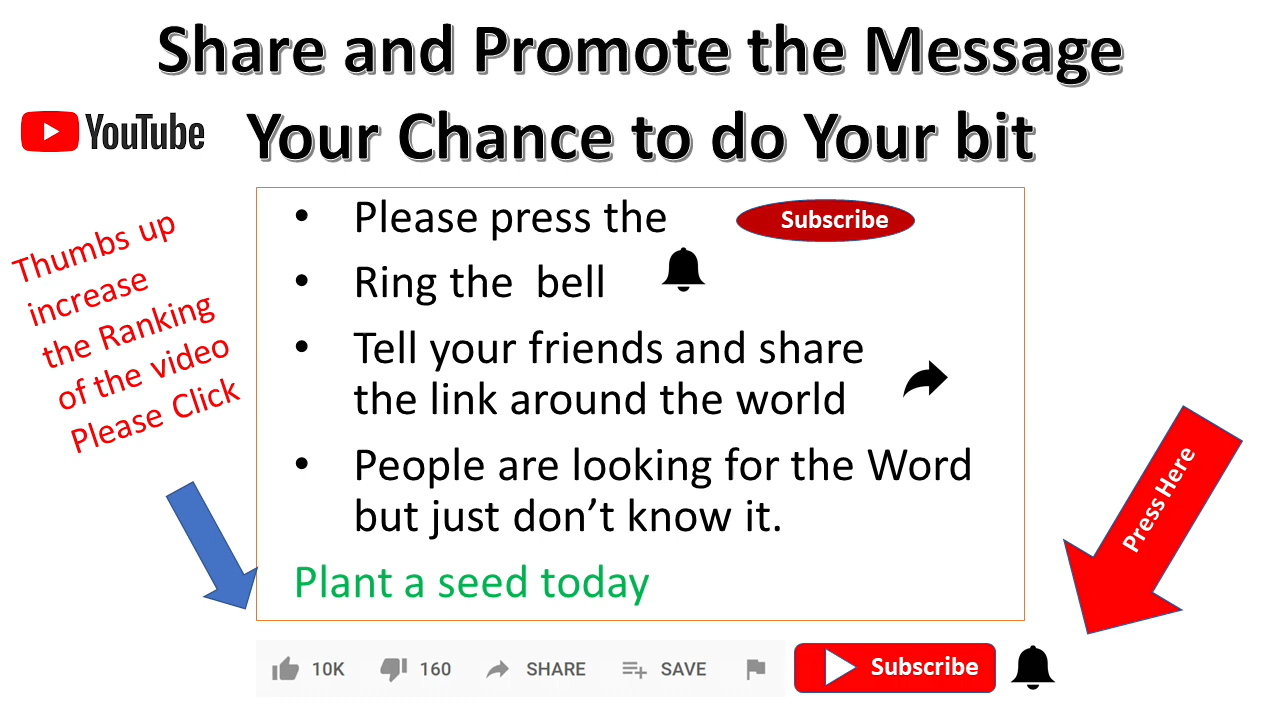 Share and Promote the Message
YouTube
Your Chance to do Your bit
Thumbs up
increase
the Ranking
of the video
Please Click
• Please press the
Subscribe
• Ring the bell
• Tell your friends and share
the link around the world
• People are looking for the Word
but just don’t know it.
Plant a seed today
Press Here
10K 160 SHARE SAVE
Subscribe